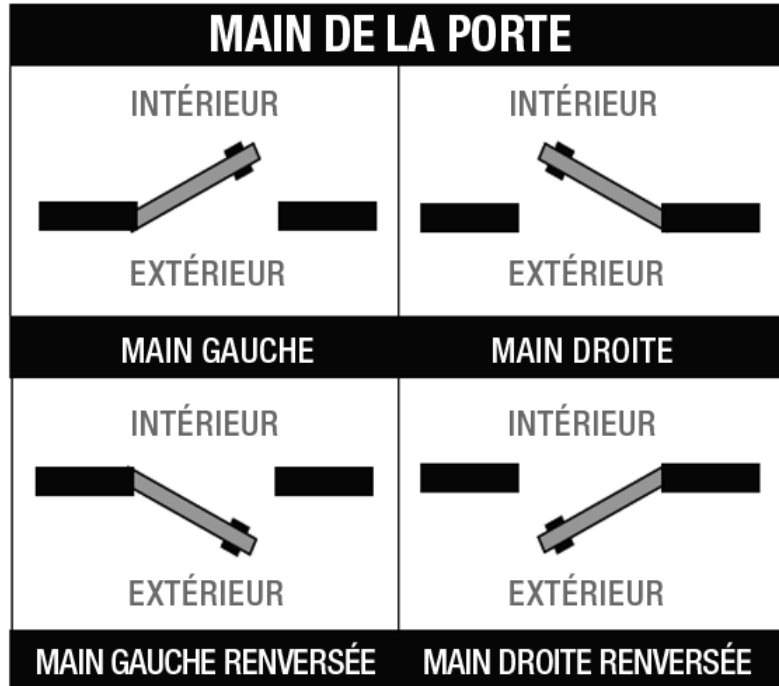 MAIN DE LA PORTE
INTÉRIEUR
INTÉRIEUR
EXTÉRIEUR
EXTÉRIEUR
MAIN GAUCHE
MAIN DROITE
INTÉRIEUR
INTÉRIEUR
EXTÉRIEUR
EXTÉRIEUR
MAIN GAUCHE RENVERSÉE
MAIN DROITE RENVERSÉE